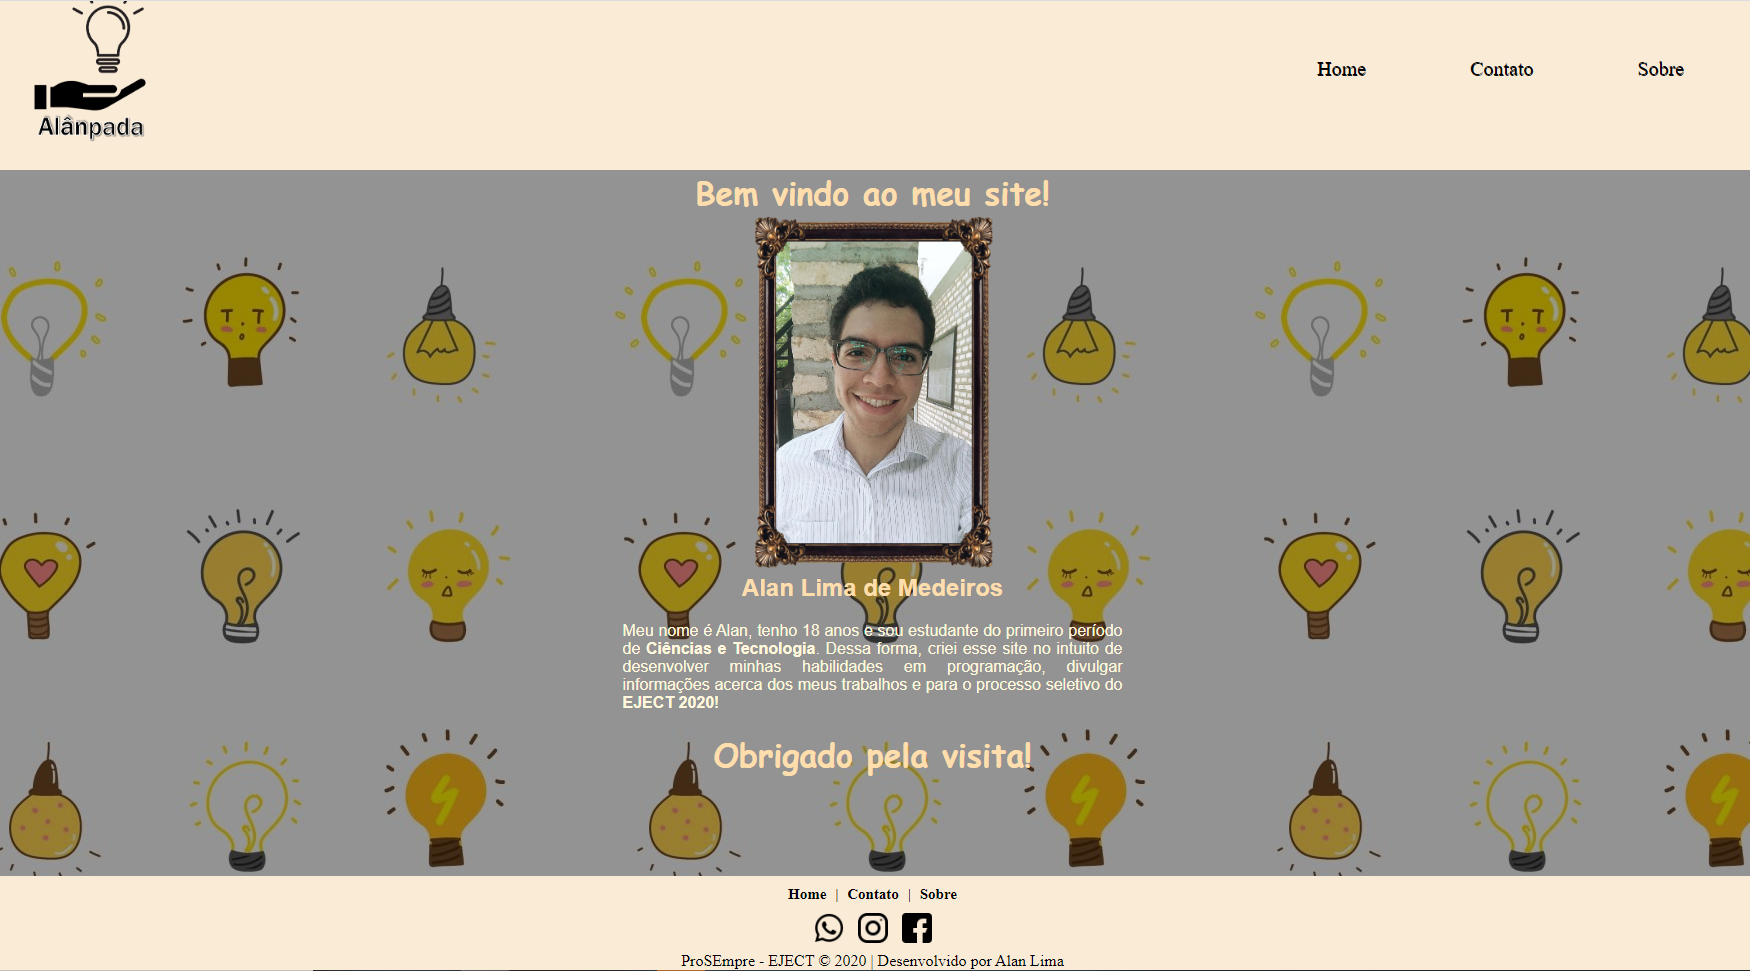 Alânpada
Home Contato Sobre
Bem vindo ao meu site!
Alan Lima de Medeiros
Meu nome é Alan, tenho 18 anos e sou estudante do primeiro período
de Ciências e Tecnologia. Dessa forma, criei esse site no intuito de
desenvolver minhas habilidades em programação, divulgar
informações acerca dos meus trabalhos e para o processo seletivo do
EJECT 2020!
Obrigado pela visita!
Home | Contato | Sobre
ProSEmpre - EJECT © 2020 | Desenvolvido por Alan Lima